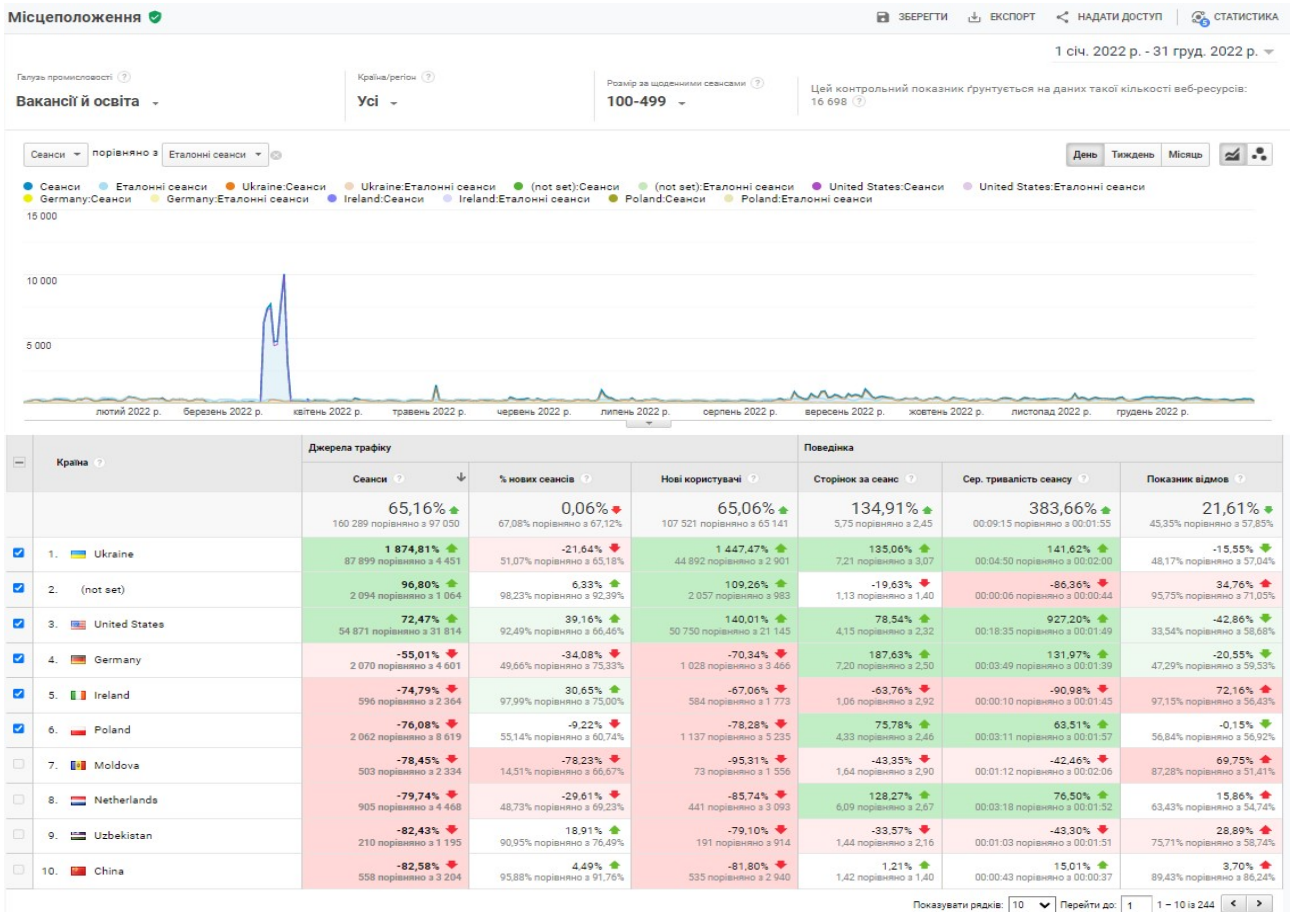 Місцеположення
ЗБЕРЕГТИ ЕКСПОРТ НАДАТИ ДОСТУП СТАТИСТИКА
1 січ. 2022 р. - 31 груд. 2022 р.
Галузь промисловості ? Країна/регіон ? Розмір за щоденними сеансами ?
Вакансії й освіта Усі 100-499
Цей контрольний показник ґрунтується на даних такої кількості веб-ресурсів:
16 698 ?
Сеанси порівняно з Еталонні сеанси День Тиждень Місяць
Сеанси Еталонні сеанси Ukraine:Сеанси Ukraine:Еталонні сеанси (not set):Сеанси (not set):Еталонні сеанси United States:Сеанси United States:Еталонні сеанси
Germany:Сеанси Germany:Еталонні сеанси Ireland:Сеанси Ireland:Еталонні сеанси Poland:Сеанси Poland:Еталонні сеанси
15 000
10 000
5 000
лютий 2022 р. березень 2022 р. квітень 2022 р. травень 2022 р. червень 2022 р. липень 2022 р. серпень 2022 р. вересень 2022 р. жовтень 2022 р. листопад 2022 р. грудень 2022 р.
Джерела трафіку Поведінка
Країна ?
Сеанси ? % нових сеансів ? Нові користувачі ? Сторінок за сеанс ? Сер. тривалість сеансу ? Показник відмов ?
65,16% 0,06% 65,06% 134,91% 383,66% 21,61%
160 289 порівняно з 97 050 67,08% порівняно з 67,12% 107 521 порівняно з 65 141 5,75 порівняно з 2,45 00:09:15 порівняно з 00:01:55 45,35% порівняно з 57,85%
1. Ukraine
1 874,81% -21,64% 1 447,47% 135,06% 141,62% -15,55%
87 899 порівняно з 4 451 51,07% порівняно з 65,18% 44 892 порівняно з 2 901 7,21 порівняно з 3,07 00:04:50 порівняно з 00:02:00 48,17% порівняно з 57,04%
2. (not set)
96,80% 6,33% 109,26% -19,63% -86,36% 34,76%
2 094 порівняно з 1 064 98,23% порівняно з 92,39% 2 057 порівняно з 983 1,13 порівняно з 1,40 00:00:06 порівняно з 00:00:44 95,75% порівняно з 71,05%
3. United States
72,47% 39,16% 140,01% 78,54% 927,20% -42,86%
54 871 порівняно з 31 814 92,49% порівняно з 66,46% 50 750 порівняно з 21 145 4,15 порівняно з 2,32 00:18:35 порівняно з 00:01:49 33,54% порівняно з 58,68%
4. Germany
-55,01% -34,08% -70,34% 187,63% 131,97% -20,55%
2 070 порівняно з 4 601 49,66% порівняно з 75,33% 1 028 порівняно з 3 466 7,20 порівняно з 2,50 00:03:49 порівняно з 00:01:39 47,29% порівняно з 59,53%
5. Ireland
-74,79% 30,65% -67,06% -63,76% -90,98% 72,16%
596 порівняно з 2 364 97,99% порівняно з 75,00% 584 порівняно з 1 773 1,06 порівняно з 2,92 00:00:10 порівняно з 00:01:45 97,15% порівняно з 56,43%
6. Poland
-76,08% -9,22% -78,28% 75,78% 63,51% -0,15%
2 062 порівняно з 8 619 55,14% порівняно з 60,74% 1 137 порівняно з 5 235 4,33 порівняно з 2,46 00:03:11 порівняно з 00:01:57 56,84% порівняно з 56,92%
7. Moldova
-78,45% -78,23% -95,31% -43,35% -42,46% 69,75%
503 порівняно з 2 334 14,51% порівняно з 66,67% 73 порівняно з 1 556 1,64 порівняно з 2,90 00:01:12 порівняно з 00:02:06 87,28% порівняно з 51,41%
8. Netherlands
-79,74% -29,61% -85,74% 128,27% 76,50% 15,86%
905 порівняно з 4 468 48,73% порівняно з 69,23% 441 порівняно з 3 093 6,09 порівняно з 2,67 00:03:18 порівняно з 00:01:52 63,43% порівняно з 54,74%
9. Uzbekistan
-82,43% 18,91% -79,10% -33,57% -43,30% 28,89%
210 порівняно з 1 195 90,95% порівняно з 76,49% 191 порівняно з 914 1,44 порівняно з 2,16 00:01:03 порівняно з 00:01:51 75,71% порівняно з 58,74%
10. China
-82,58% 4,49% -81,80% 1,21% 15,01% 3,70%
558 порівняно з 3 204 95,88% порівняно з 91,76% 535 порівняно з 2 940 1,42 порівняно з 1,40 00:00:43 порівняно з 00:00:37 89,43% порівняно з 86,24%
Показувати рядків: 10 Перейти до: 1 1 – 10 із 244